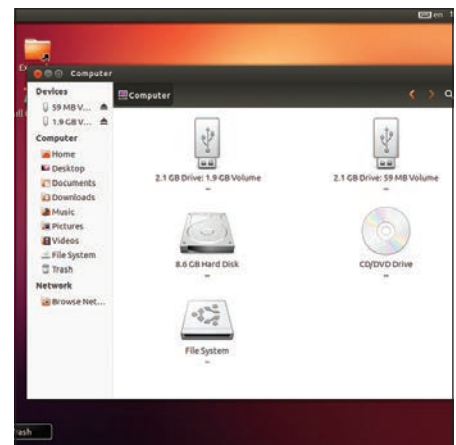 en
Computer
Devices
59 MB V...
1.9 GB V...
Computer
Home
Desktop
Documents
Downloads
Music
Pictures
Videos
File System
Trash
Network
Browse Net...
Computer
2.1 GB Drive: 1.9 GB Volume
--
2.1 GB Drive: 59 MB Volume
--
8.6 GB Hard Disk
--
CD/DVD Drive
--
File System
--